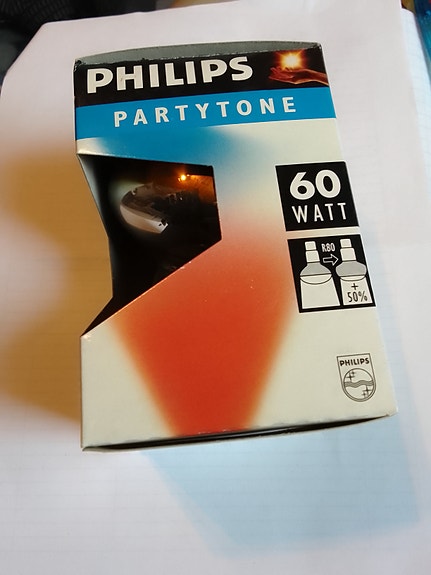 PHILIPS
PARTYTONE
60
WATT
R80
+
50%
PHILIPS